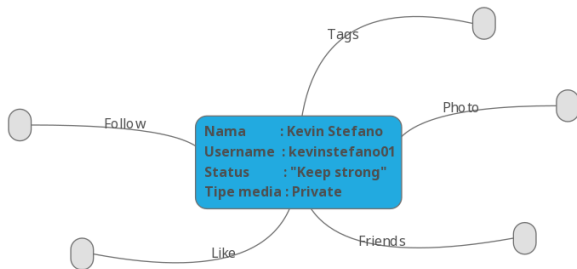 Tags
Photo
Follow
Nama : Kevin Stefano
Username : kevinstefano01
Status : "Keep strong"
Tipe media : Private
Like
Friends